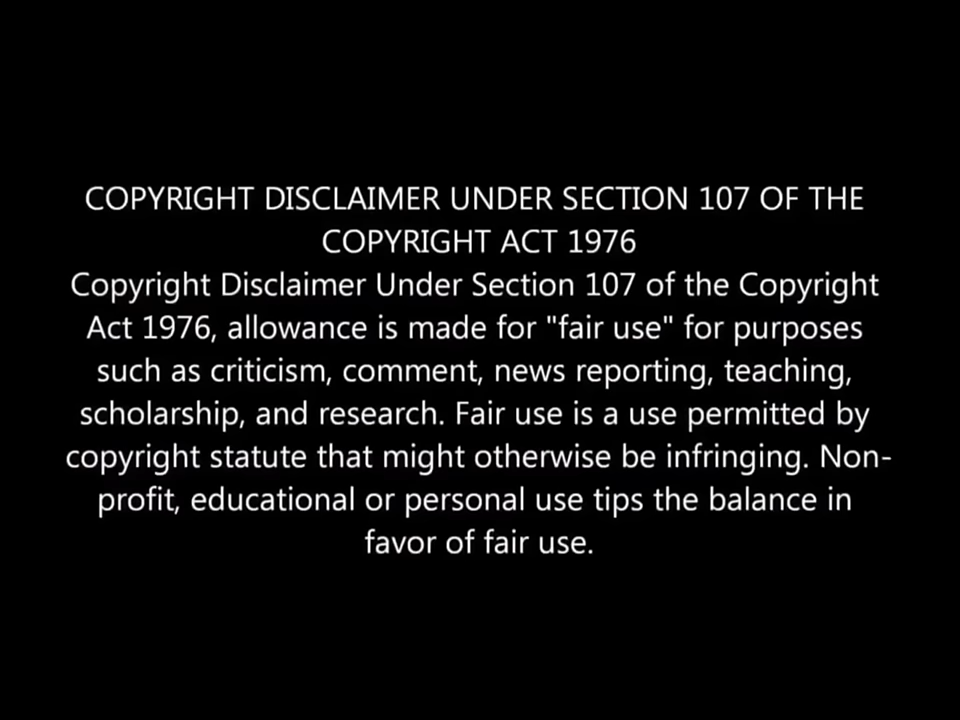 COPYRIGHT DISCLAIMER UNDER SECTION 107 OF THE
COPYRIGHT ACT 1976
Copyright Disclaimer Under Section 107 of the Copyright
Act 1976, allowance is made for "fair use" for purposes
such as criticism, comment, news reporting, teaching,
scholarship, and research. Fair use is a use permitted by
copyright statute that might otherwise be infringing. Non-
profit, educational or personal use tips the balance in
favor of fair use.